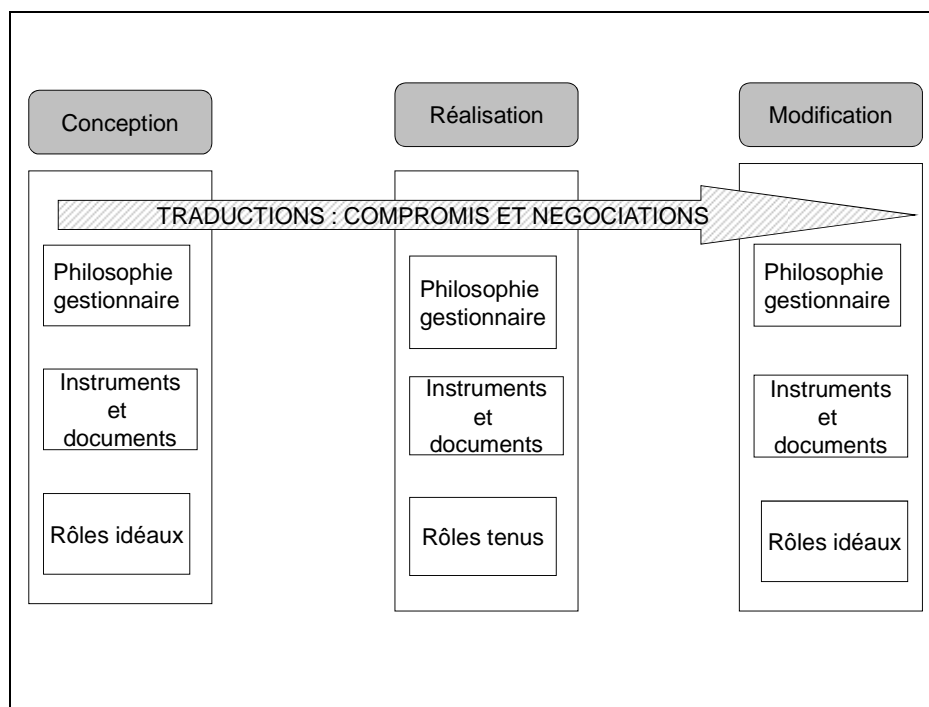 Conception
Réalisation
Modification
TRADUCTIONS : COMPROMIS ET NEGOCIATIONS
Philosophie
gestionnaire
Instruments
et
documents
Rôles idéaux
Philosophie
gestionnaire
Instruments
et
documents
Rôles tenus
Philosophie
gestionnaire
Instruments
et
documents
Rôles idéaux